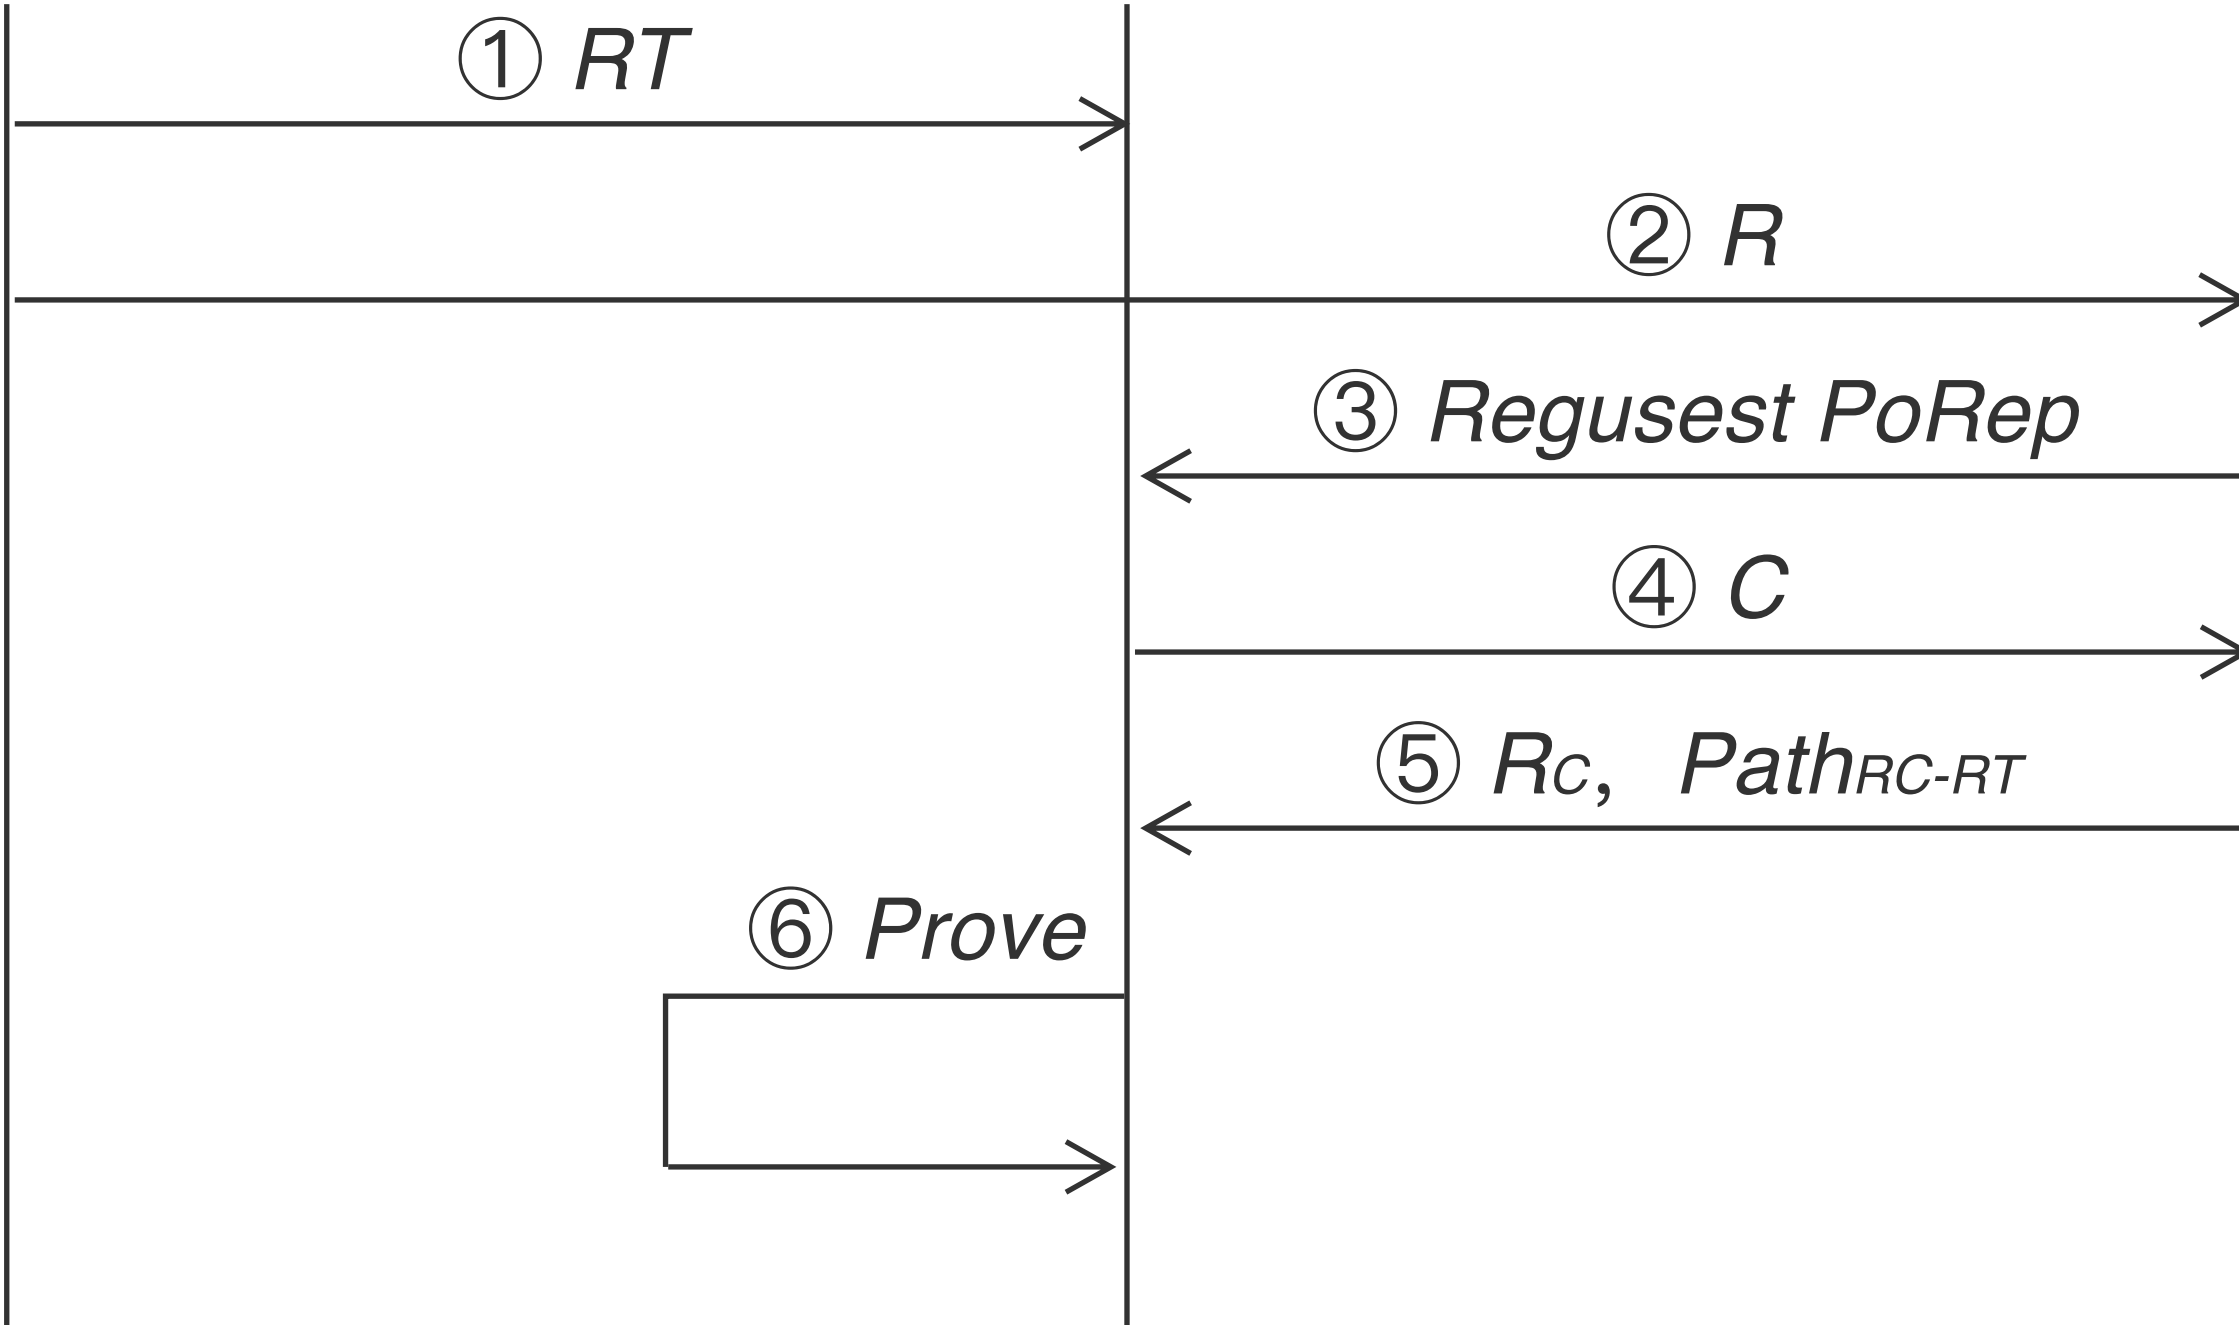 ① RT
② R
③ Regusest PoRep
④ C
⑤ RC， PathRC-RT
⑥ Prove